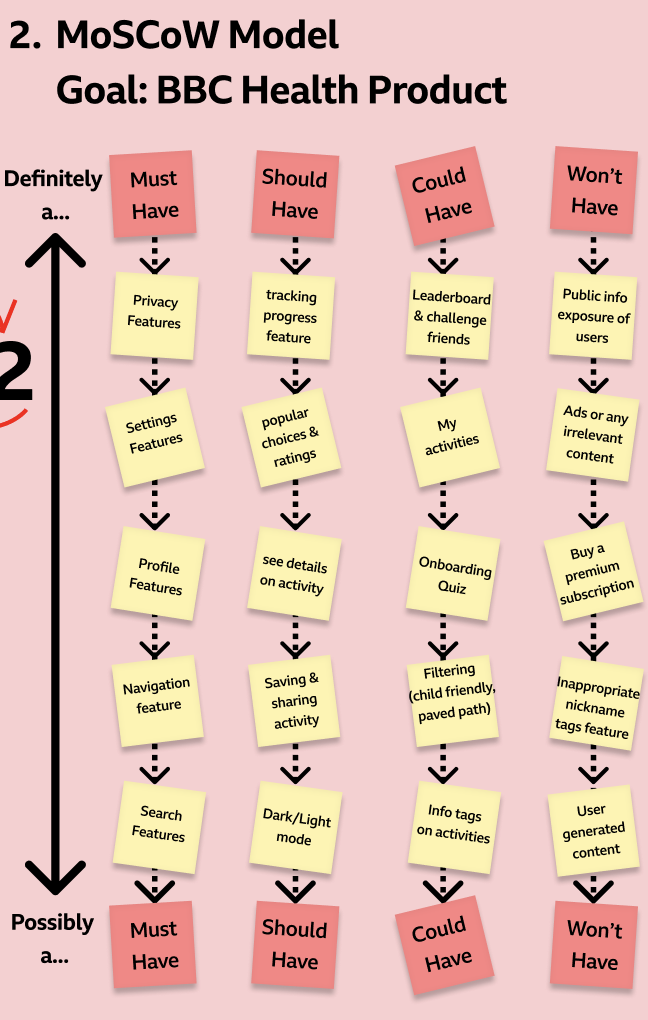 2. MoSCoW Model
Goal: BBC Health Product
Definitely
a...
2
Possibly
a...
Must
Have
Privacy
Features
Settings
Features
Profile
Features
Navigation
feature
Search
Features
Must
Have
Should
Have
tracking
progress
feature
popular
choices &
ratings
see details
on activity
Saving &
sharing
activity
Dark/Light
mode
Should
Have
Could
Have
Leaderboard
& challenge
friends
My
activities
Onboarding
Quiz
Filtering
(child friendly,
paved path)
Info tags
on activities
Could
Have
Won't
Have
Public info
exposure of
users
Ads or any
irrelevant
content
Buy a
premium
subscription
Inappropriate
nickname
tags feature
User
generated
content
Won't
Have